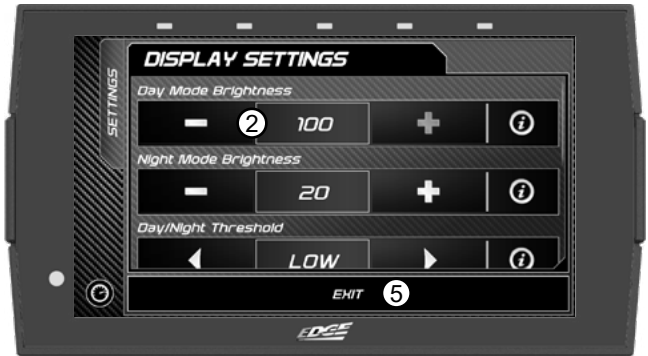 DISPLAY SETTINGS
SETTINGS
Day Mode Brightness
2 100
i
Night Mode Brightness
20
i
Day/Night Threshold
LOW
i
EXIT 5
EDGE